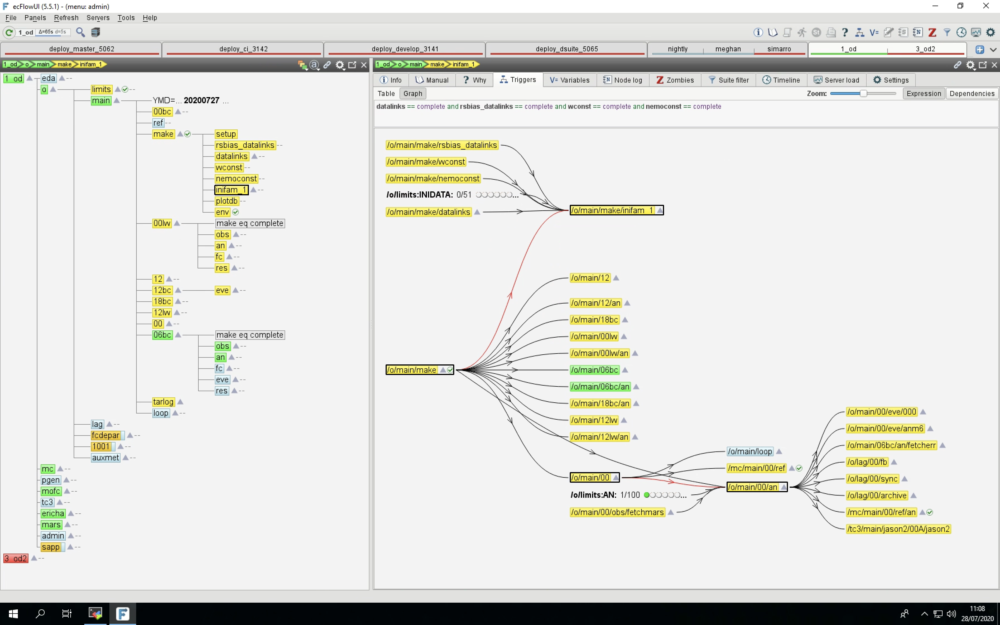 ecFlowUI (5.5.1) - (menu: admin)
File Panels Refresh Servers Tools Help
1_od Δ=65s d=5s
deploy_master_5062 deploy_ci_3142 deploy_develop_3141 deploy_dsuite_5065 nightly meghan simarro 1_od 3_od2
1_od o main make inifam_1
1_od eda
o limits
main YMD=... 20200727 ...
00bc
ref
make setup
rsbias_datalinks
datalinks
wconst
nemoconst
inifam_1
plotdb
env
00lw make eq complete
obs
an
fc
res
12
12bc eve
18bc
12lw
00
06bc make eq complete
obs
an
fc
eve
res
tarlog
loop
lag
fcdepar
1001
auxmet
mc
pgen
mofc
tc3
ericha
mars
admin
sapp
3_od2
1_od o main make inifam_1
Info Manual ? Why Triggers V= Variables Node log Zombies Suite filter Timeline Server load Settings
Table Graph Zoom: Expression Dependencies
datalinks == complete and rsbias_datalinks == complete and wconst == complete and nemoconst == complete
/o/main/make/rsbias_datalinks
/o/main/make/wconst
/o/main/make/nemoconst
/o/limits:INIDATA: 0/51 ...
/o/main/make/datalinks
/o/main/make/inifam_1
/o/main/12
/o/main/12/an
/o/main/18bc
/o/main/00lw
/o/main/00lw/an
/o/main/make
/o/main/06bc
/o/main/06bc/an
/o/main/18bc/an
/o/main/12lw
/o/main/12lw/an
/o/main/00
/o/limits:AN: 1/100 ...
/o/main/00/obs/fetchmars
/o/main/loop
/mc/main/00/ref
/o/main/00/an
/o/main/00/eve/000
/o/main/00/eve/anm6
/o/main/06bc/an/fetcherr
/o/lag/00/fb
/o/lag/00/sync
/o/lag/00/archive
/mc/main/00/ref/an
/tc3/main/jason2/00A/jason2
11:08
28/07/2020